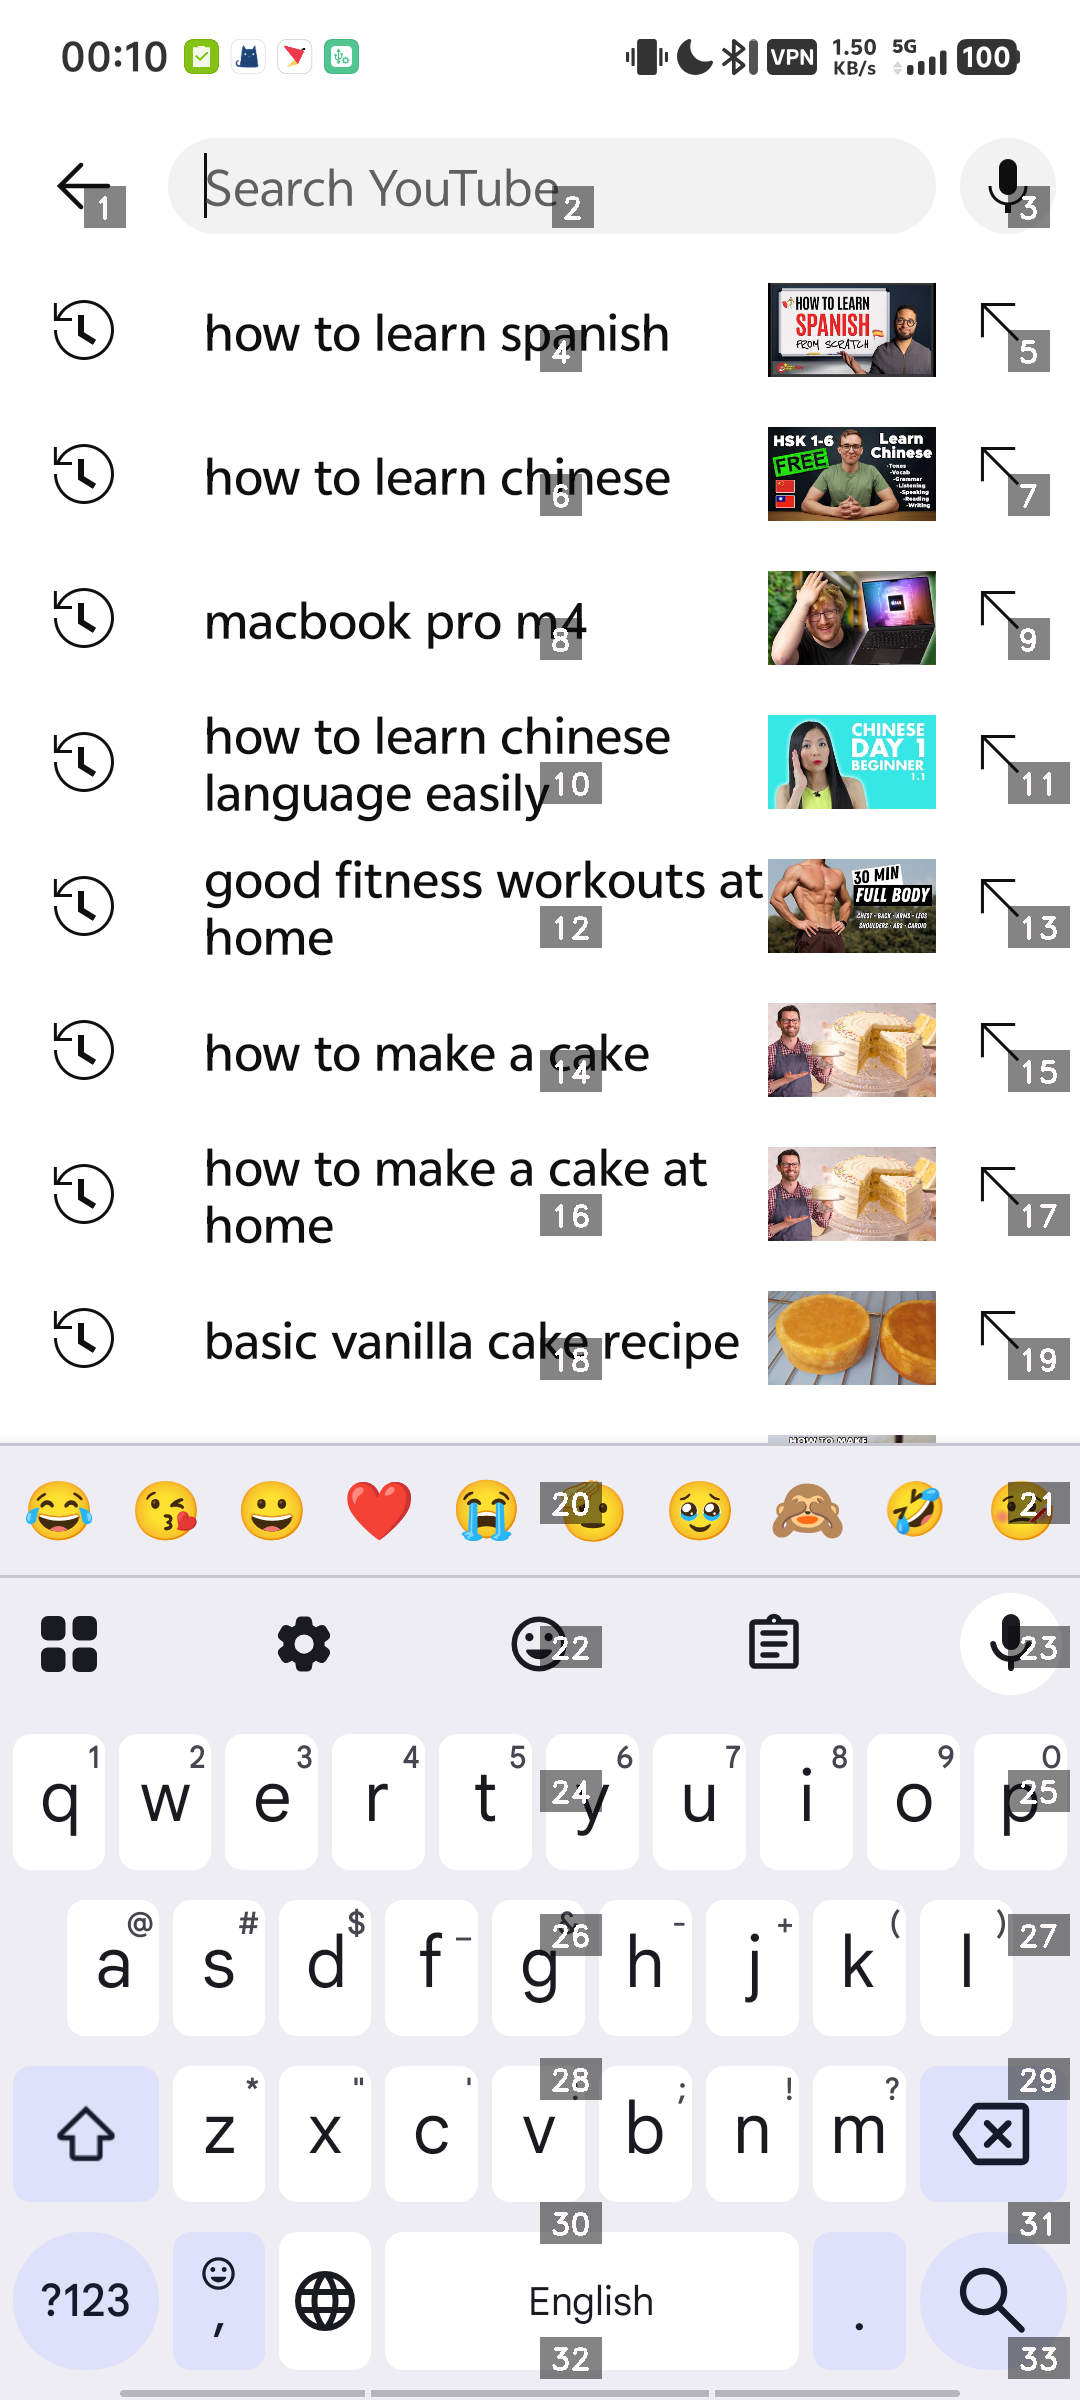 00:10
VPN
1.50 KB/s
5G
100
Search YouTube
1
2
3
how to learn spanish
HOW TO LEARN
SPANISH
FROM SCRATCH
4
5
how to learn chinese
HSK 1-6
FREE
Learn
Chinese
-Tones
-Vocab
-Grammar
-Listening
-Speaking
-Reading
-Writing
6
7
macbook pro m4
8
9
how to learn chinese
language easily
CHINESE
DAY 1
BEGINNER
1.1
10
11
good fitness workouts at
home
30 MIN
FULL BODY
CHEST - BACK - ARMS - LEGS
SHOULDERS - ABS - CARDIO
12
13
how to make a cake
14
15
how to make a cake at
home
16
17
basic vanilla cake recipe
18
19
HOW TO MAKE
20
21
22
23
1 2 3 4 5 6 7 8 9 0
q w e r t y u i o p
24
25
@ # $ _ & - + ( )
a s d f g h j k l
26
27
* " ' : ; ! ?
z x c v b n m
28
29
30
31
?123
,
English
.
32
33